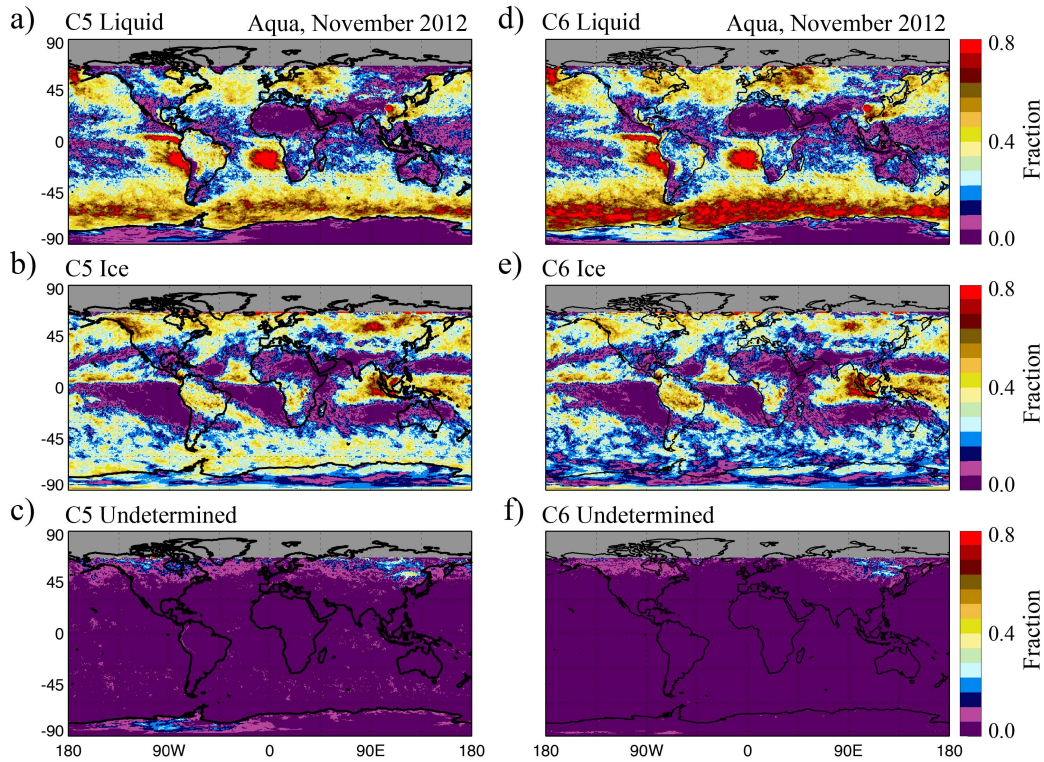 a) C5 Liquid Aqua, November 2012
90
45
0
-45
-90
d) C6 Liquid Aqua, November 2012
0.8
0.4
0.0
Fraction
b) C5 Ice
90
45
0
-45
-90
e) C6 Ice
0.8
0.4
0.0
Fraction
c) C5 Undetermined
90
45
0
-45
-90
180 90W 0 90E 180
f) C6 Undetermined
0.8
0.4
0.0
Fraction
180 90W 0 90E 180